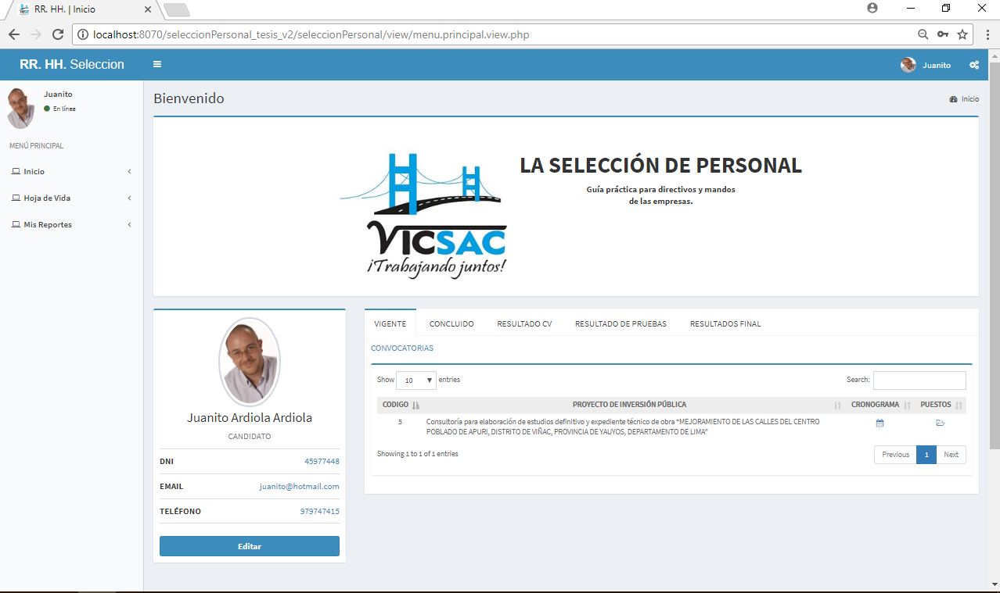 RR. HH. | Inicio
localhost:8070/seleccionPersonal_tesis_v2/seleccionPersonal/view/menu.principal.view.php
RR. HH. Seleccion
Juanito
Juanito
En línea
MENÚ PRINCIPAL
Inicio
Hoja de Vida
Mis Reportes
Bienvenido
Inicio
VICSAC
¡Trabajando juntos!
LA SELECCIÓN DE PERSONAL
Guía práctica para directivos y mandos
de las empresas.
Juanito Ardiola Ardiola
CANDIDATO
DNI 45977448
EMAIL juanito@hotmail.com
TELÉFONO 979747415
Editar
VIGENTE CONCLUIDO RESULTADO CV RESULTADO DE PRUEBAS RESULTADOS FINAL
CONVOCATORIAS
Show 10 entries Search:
CODIGO PROYECTO DE INVERSIÓN PÚBLICA CRONOGRAMA PUESTOS
5 Consultoría para elaboración de estudios definitivo y expediente técnico de obra “MEJORAMIENTO DE LAS CALLES DEL CENTRO
POBLADO DE APURI, DISTRITO DE VIÑAC, PROVINCIA DE YAUYOS, DEPARTAMENTO DE LIMA”
Showing 1 to 1 of 1 entries Previous 1 Next